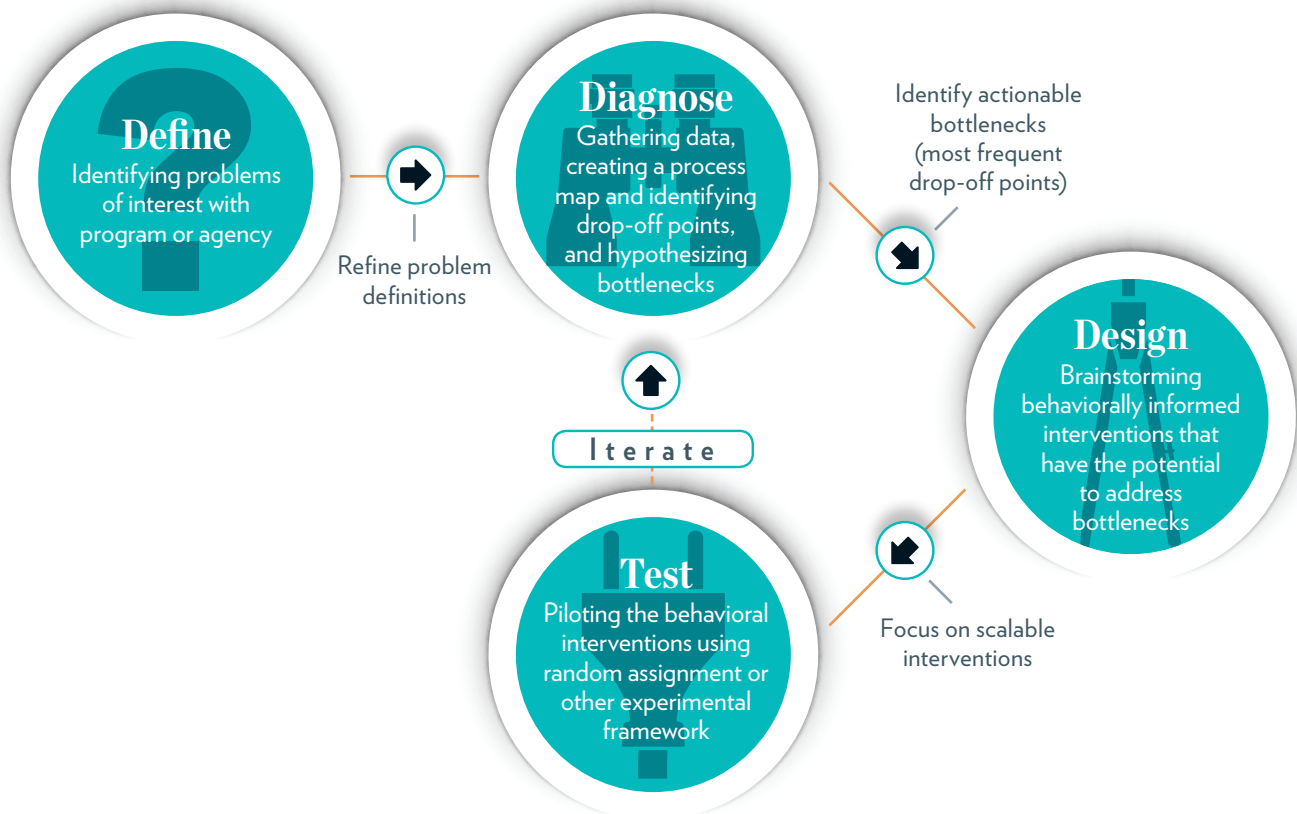 Define
Identifying problems
of interest with
program or agency
Refine problem
definitions
Diagnose
Gathering data,
creating a process
map and identifying
drop-off points,
and hypothesizing
bottlenecks
Identify actionable
bottlenecks
(most frequent
drop-off points)
Design
Brainstorming
behaviorally informed
interventions that
have the potential
to address
bottlenecks
Focus on scalable
interventions
Test
Piloting the behavioral
interventions using
random assignment or
other experimental
framework
Iterate